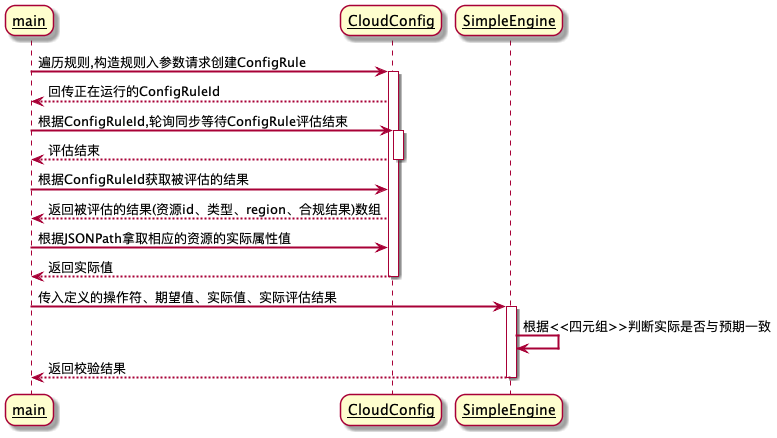 main CloudConfig SimpleEngine
遍历规则,构造规则入参数请求创建ConfigRule
回传正在运行的ConfigRuleId
根据ConfigRuleId,轮询同步等待ConfigRule评估结束
评估结束
根据ConfigRuleId获取被评估的结果
返回被评估的结果(资源id、类型、region、合规结果)数组
根据JSONPath拿取相应的资源的实际属性值
返回实际值
传入定义的操作符、期望值、实际值、实际评估结果
根据<<四元组>>判断实际是否与预期一致
返回校验结果
main CloudConfig SimpleEngine